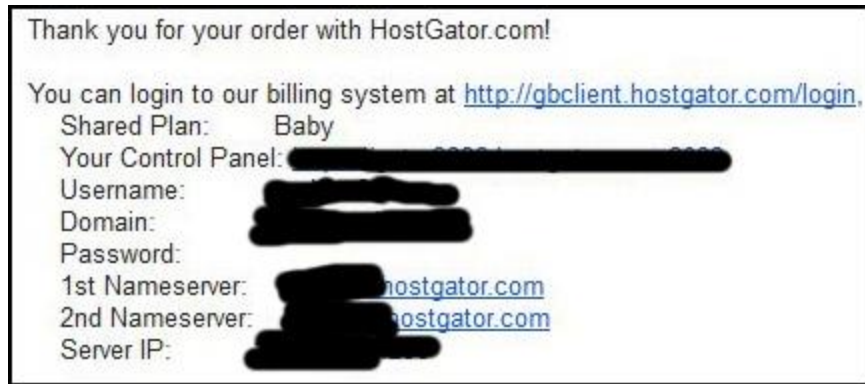 Thank you for your order with HostGator.com!
You can login to our billing system at http://gbclient.hostgator.com/login,
Shared Plan: Baby
Your Control Panel:
Username:
Domain:
Password:
1st Nameserver: hostgator.com
2nd Nameserver: ostgator.com
Server IP: